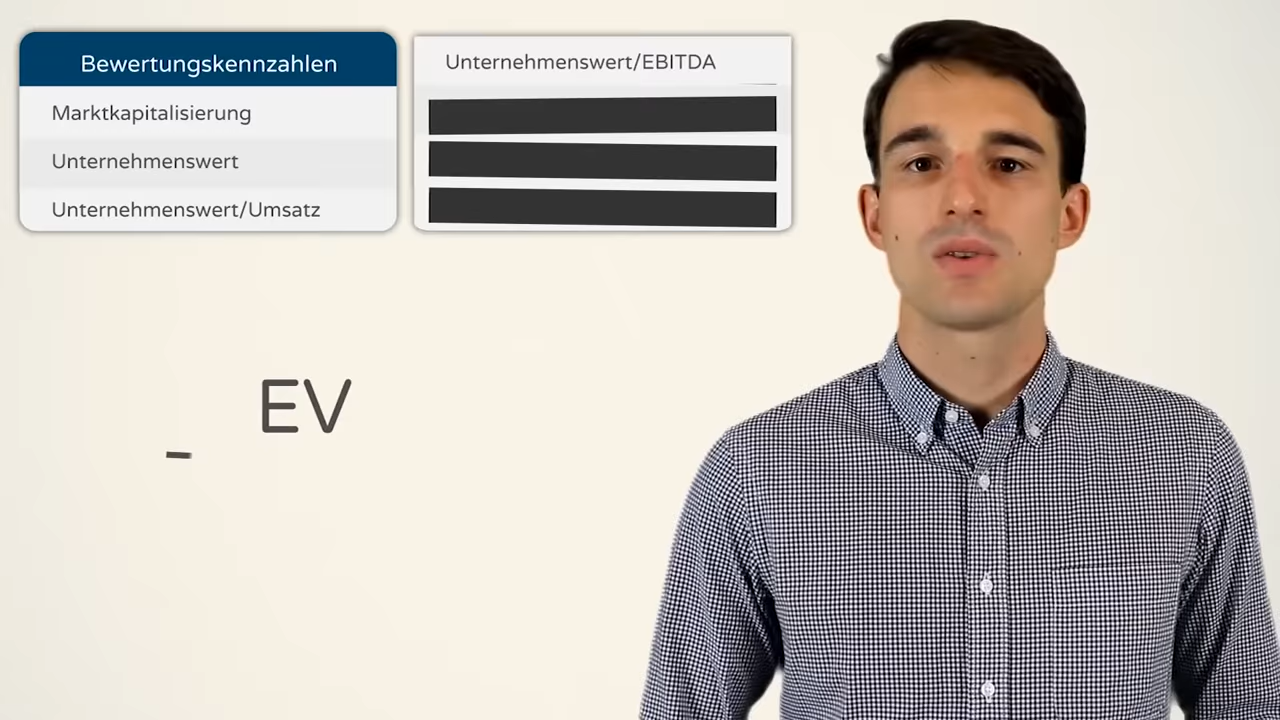 Bewertungskennzahlen
Marktkapitalisierung
Unternehmenswert
Unternehmenswert/Umsatz
Unternehmenswert/EBITDA
EV